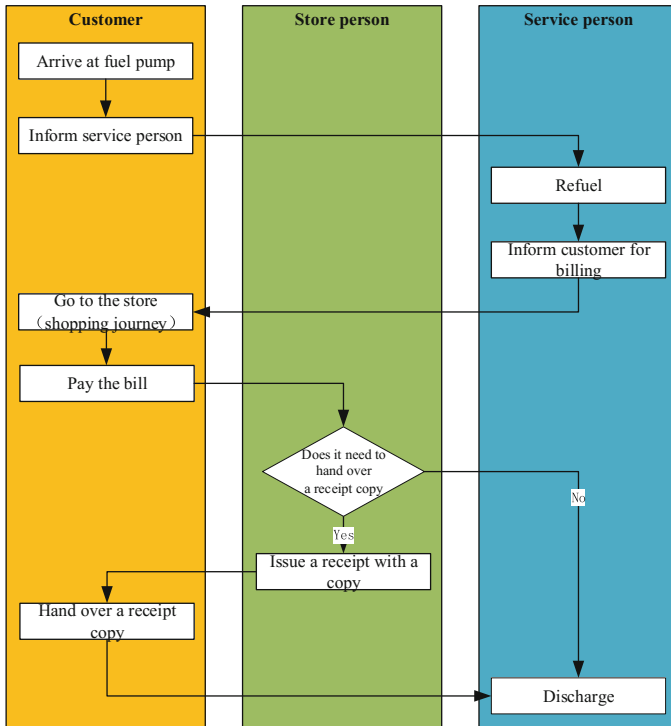 Customer
Store person
Service person
Arrive at fuel pump
Inform service person
Refuel
Inform customer for
billing
Go to the store
（shopping journey）
Pay the bill
Does it need to
hand over
a receipt copy
No
Yes
Issue a receipt with a
copy
Hand over a receipt
copy
Discharge